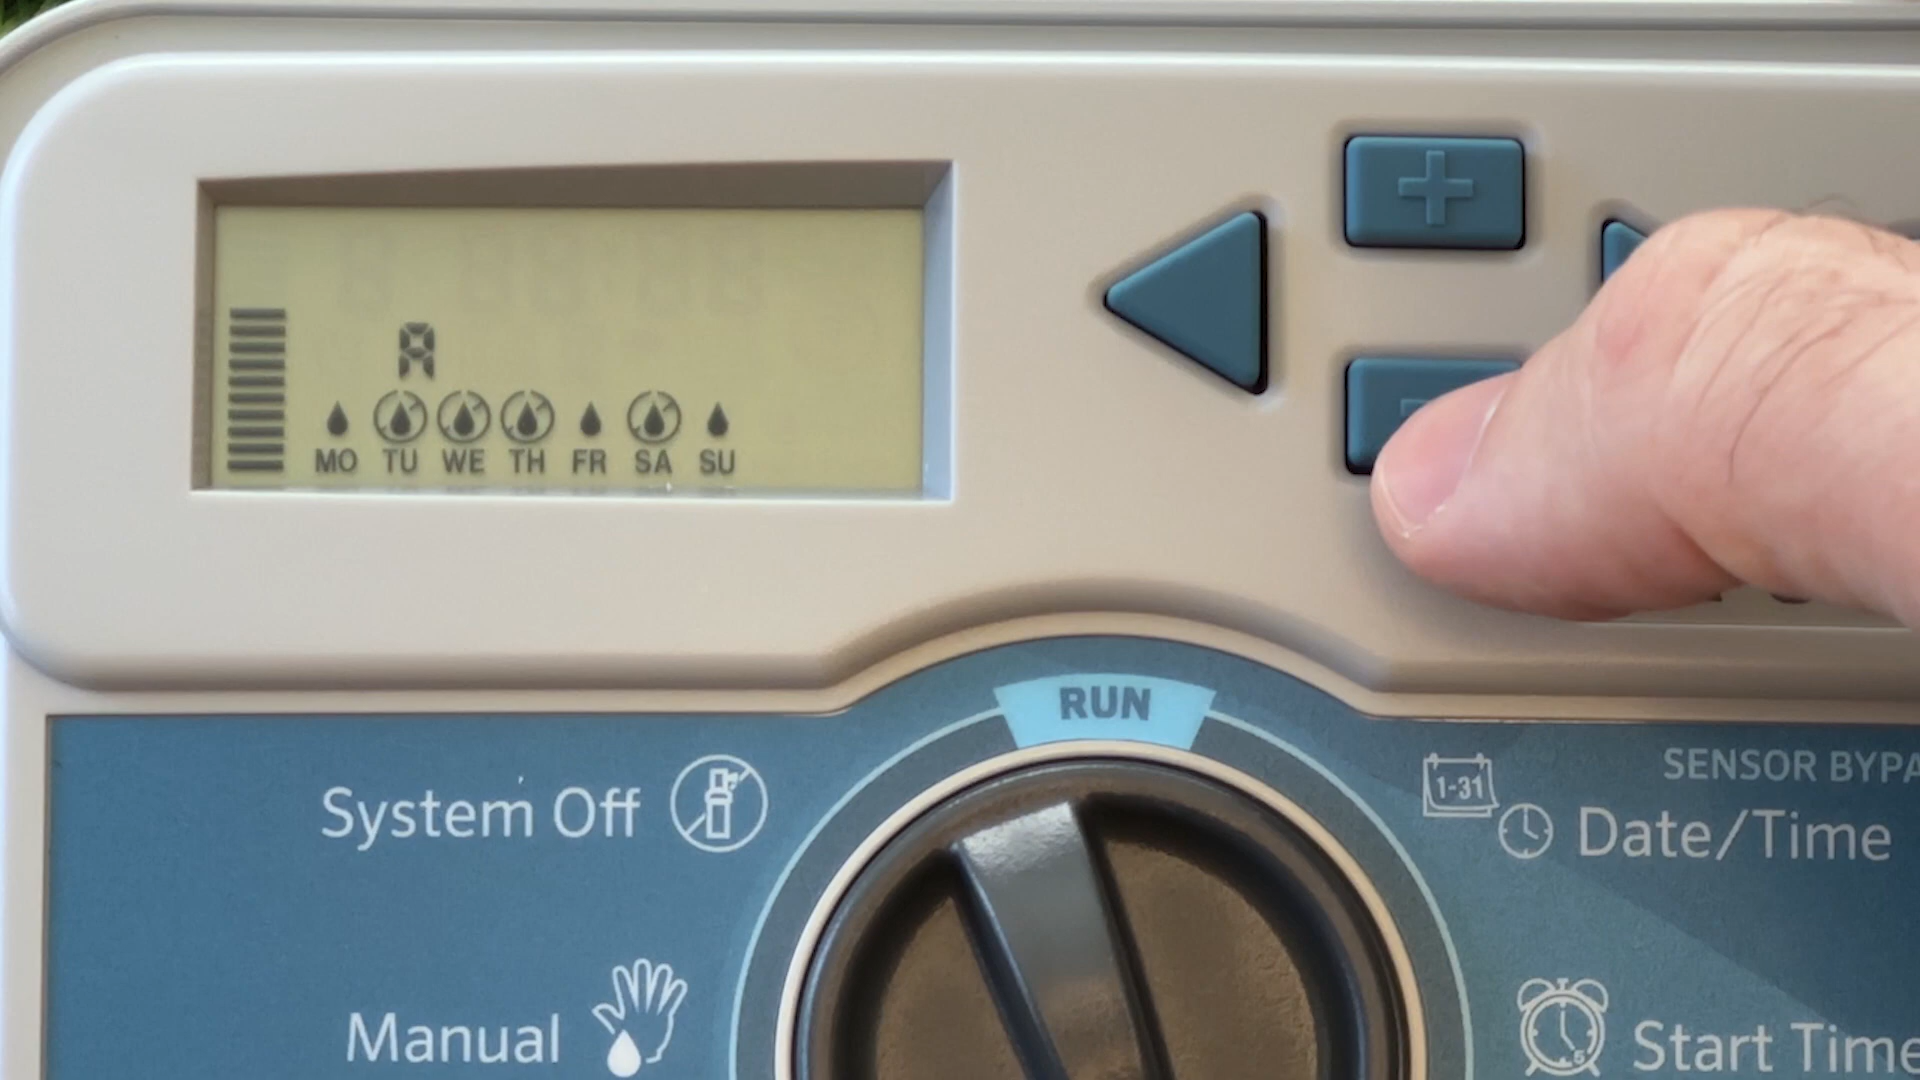 A
MO TU WE TH FR SA SU
RUN
System Off
1-31
SENSOR BYPA
Date/Time
Manual
5
Start Time